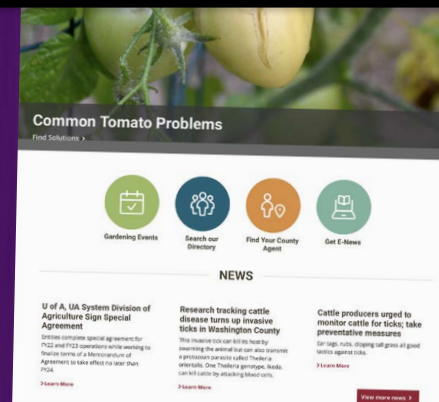 Common Tomato Problems
Find Solutions >
Gardening Events
Search our
Directory
Find Your County
Agent
Get E-News
NEWS
U of A, UA System Division of
Agriculture Sign Special
Agreement
Entities complete special agreement for
FY22 and FY23 operations while working to
finalize terms of a Memorandum of
Agreement to take effect no later than
FY24.
> Learn More
Research tracking cattle
disease turns up invasive
ticks in Washington County
This invasive tick can kill its host by
swarming the animal but can also transmit
a protozoan parasite called Theileria
orientalis. One Theileria genotype, Ikeda,
can kill cattle by attacking blood cells.
> Learn More
Cattle producers urged to
monitor cattle for ticks; take
preventative measures
Ear tags, rubs, clipping tall grass all good
tactics against ticks.
> Learn More
View more news >